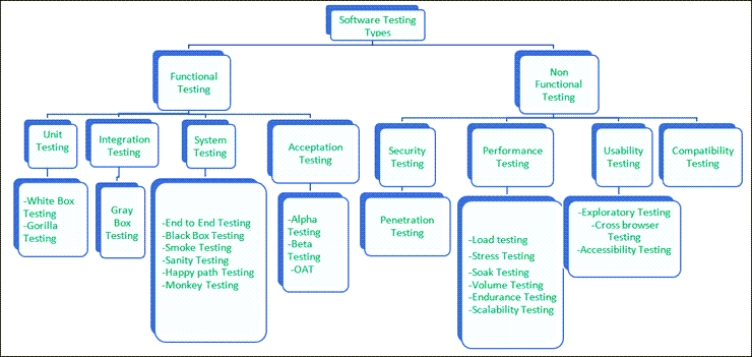 Software Testing
Types
Functional
Testing
Non
Functional
Testing
Unit
Testing
Integration
Testing
System
Testing
Acceptation
Testing
Security
Testing
Performance
Testing
Usability
Testing
Compatibility
Testing
-White Box
Testing
-Gorilla
Testing
Gray
Box
Testing
-End to End Testing
-Black Box Testing
-Smoke Testing
-Sanity Testing
-Happy path Testing
-Monkey Testing
-Alpha
Testing
-Beta
Testing
-OAT
Penetration
Testing
-Load testing
-Stress Testing
-Soak Testing
-Volume Testing
-Endurance Testing
-Scalability Testing
-Exploratory Testing
-Cross browser
Testing
-Accessibility Testing